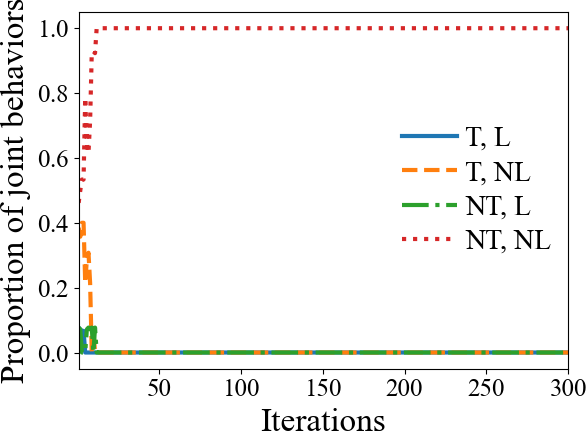 Proportion of joint behaviors
1.0
0.8
0.6
0.4
0.2
0.0
T, L
T, NL
NT, L
NT, NL
50
100
150
200
250
300
Iterations